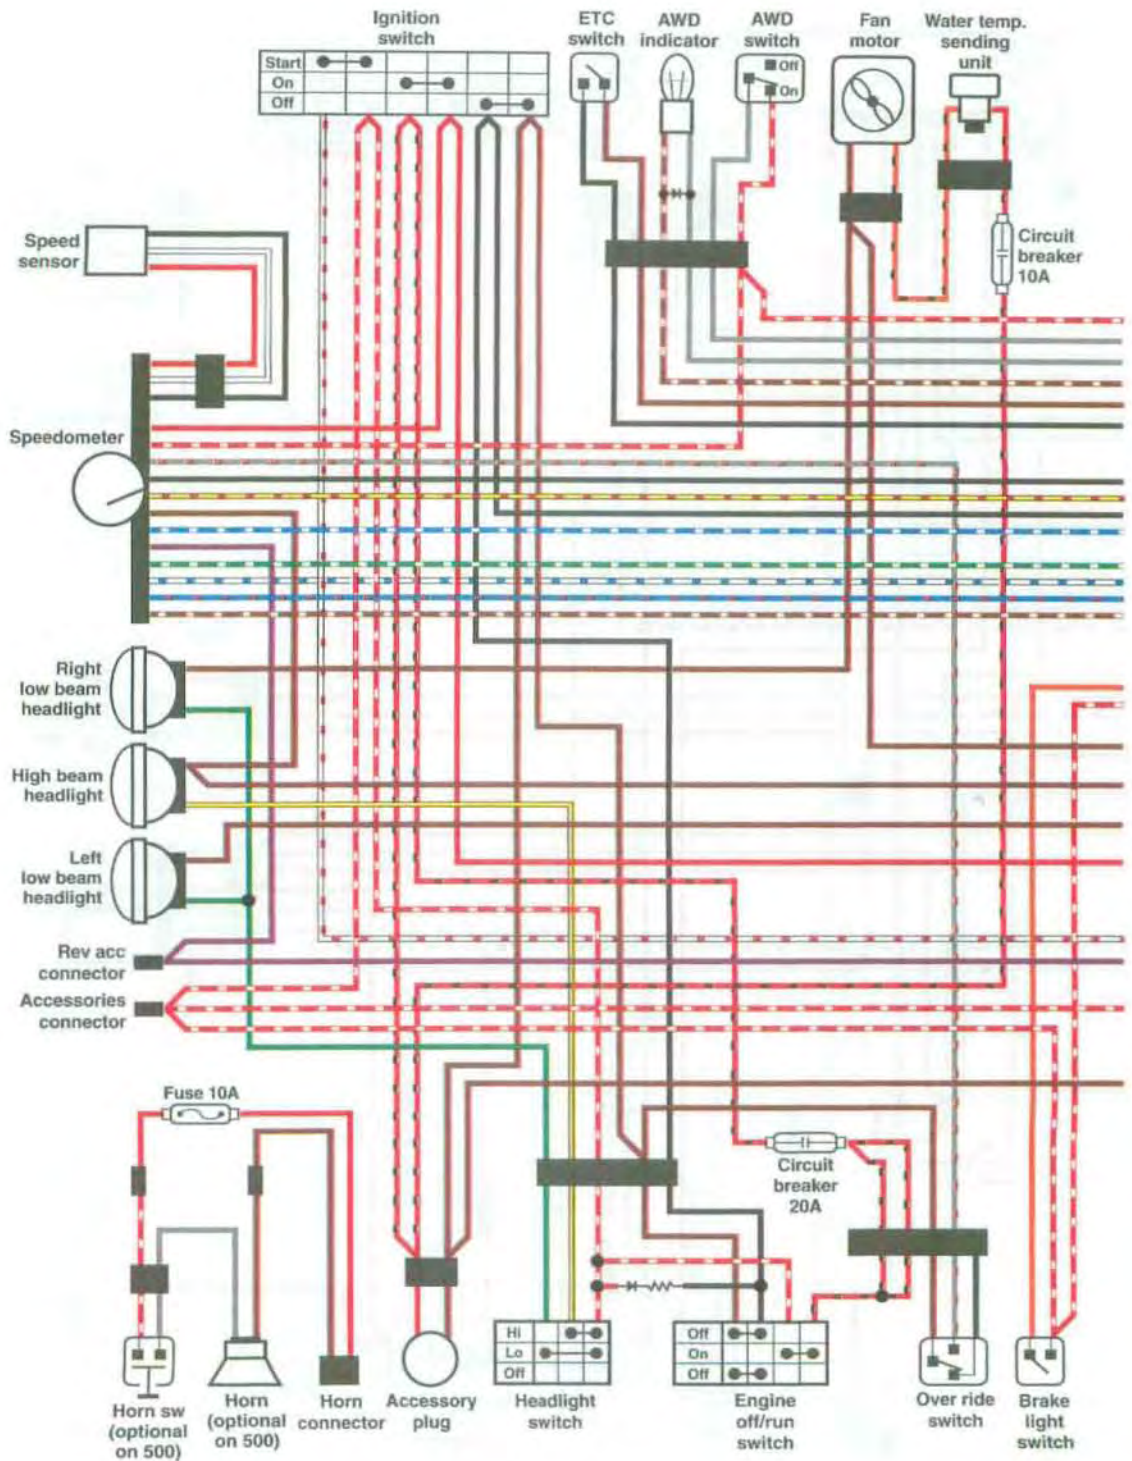 Ignition
switch
ETC
switch
AWD
indicator
AWD
switch
Fan
motor
Water temp.
sending
unit
Start
On
Off
Off
On
Speed
sensor
Circuit
breaker
10A
Speedometer
Right
low beam
headlight
High beam
headlight
Left
low beam
headlight
Rev acc
connector
Accessories
connector
Fuse 10A
Circuit
breaker
20A
Hi
Lo
Off
Off
On
Off
Horn sw
(optional
on 500)
Horn
(optional
on 500)
Horn
connector
Accessory
plug
Headlight
switch
Engine
off/run
switch
Over ride
switch
Brake
light
switch